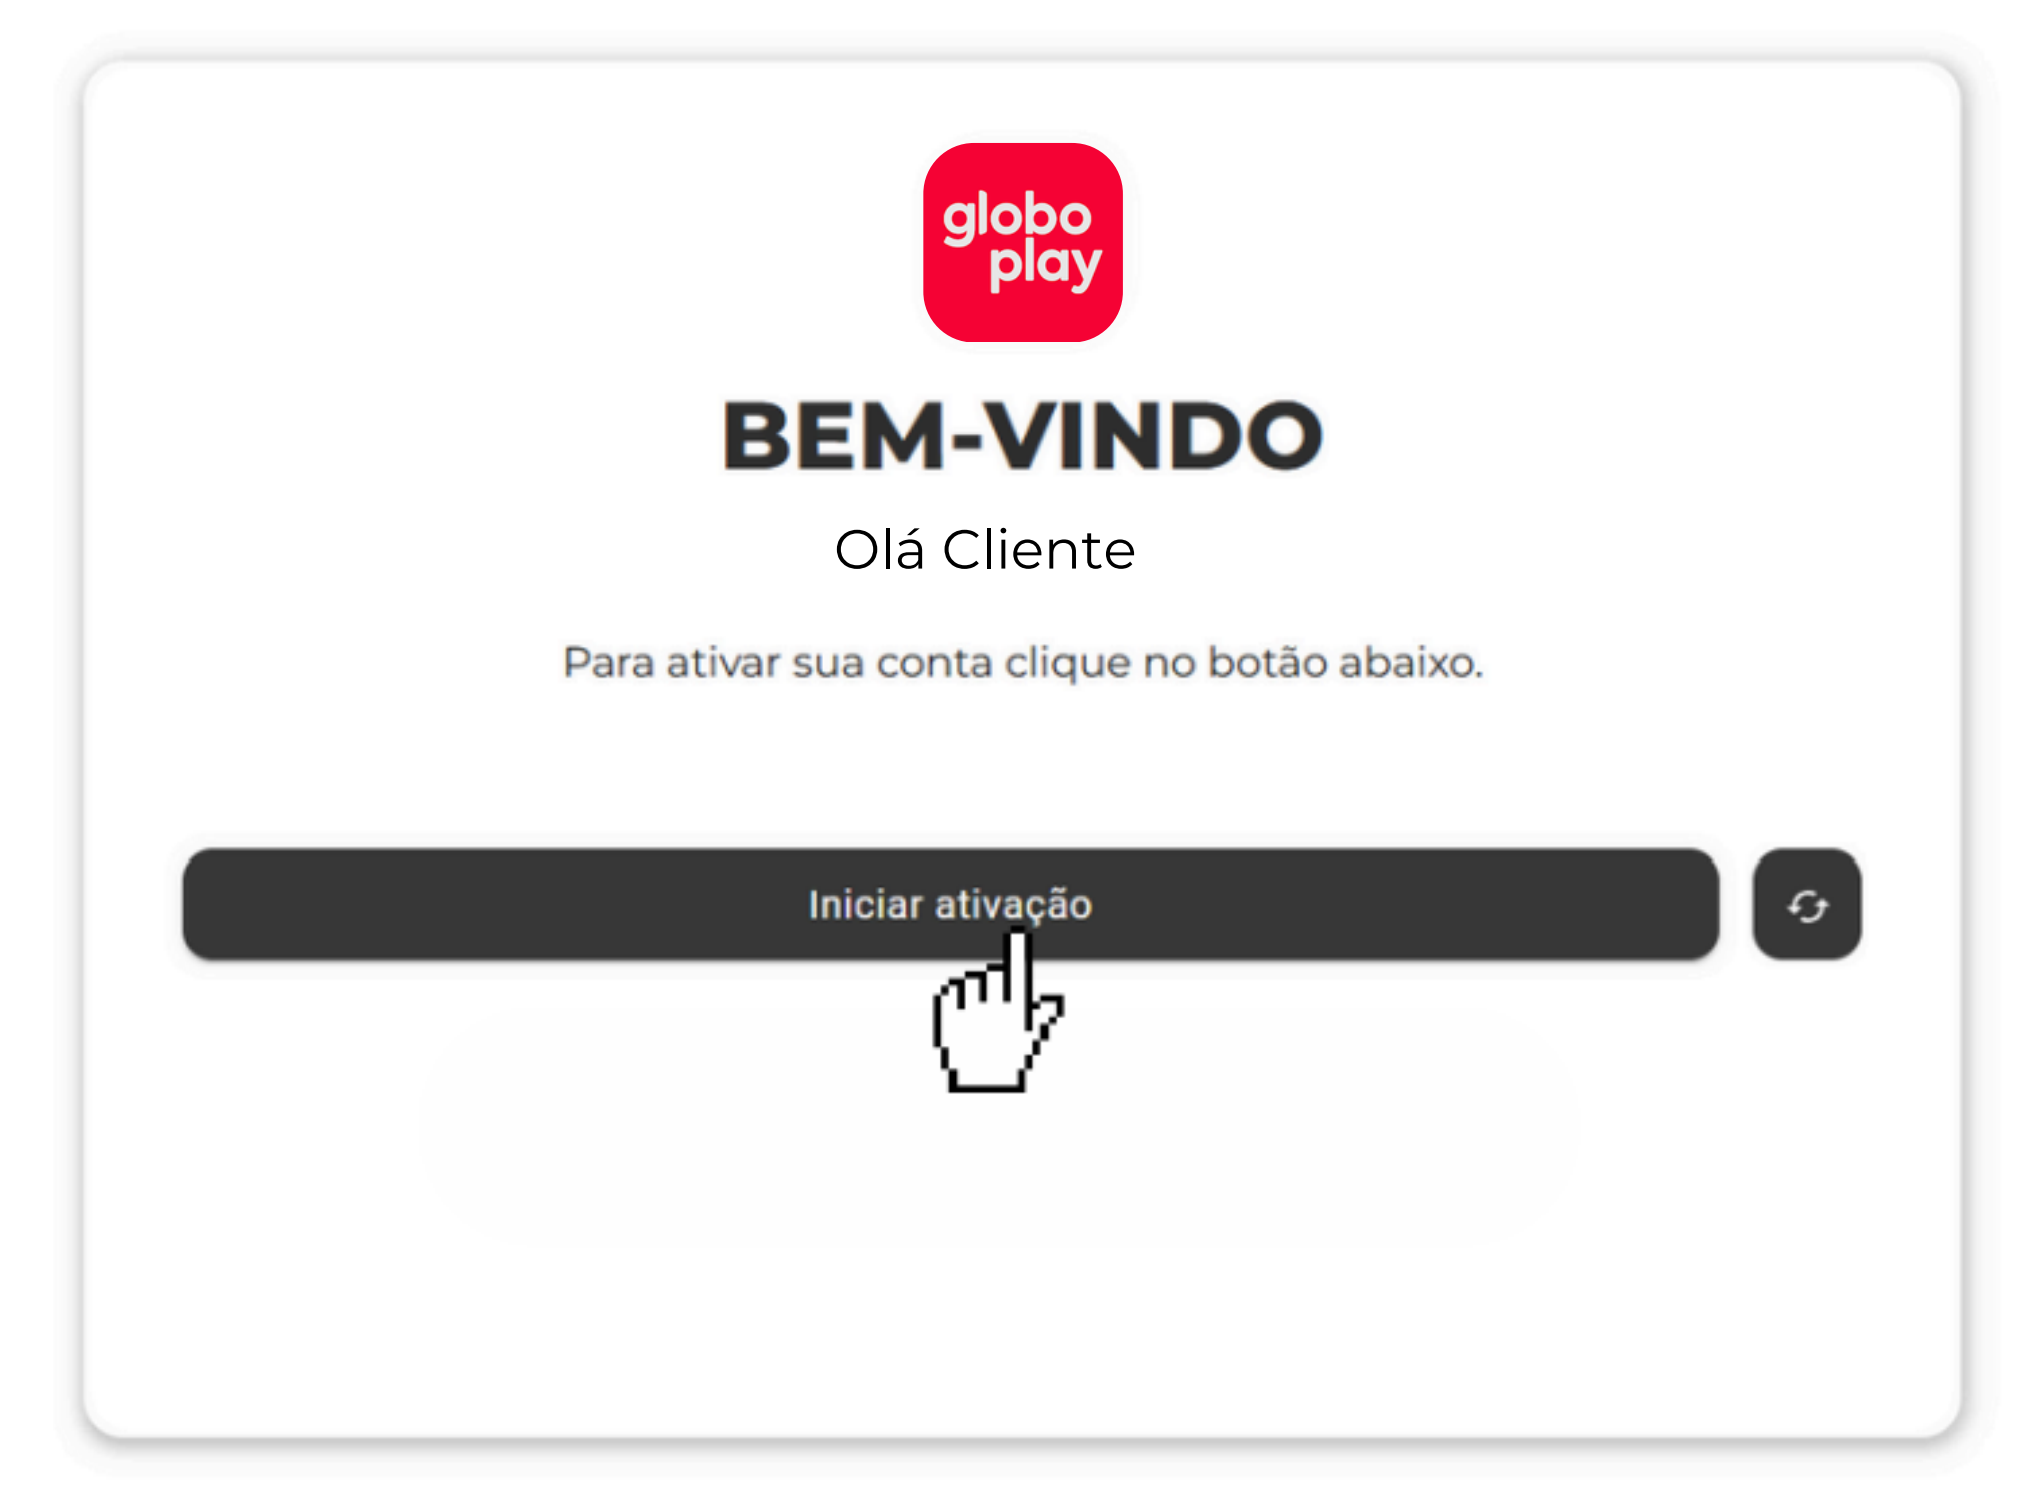 globo
play
BEM-VINDO
Olá Cliente
Para ativar sua conta clique no botão abaixo.
Iniciar ativação